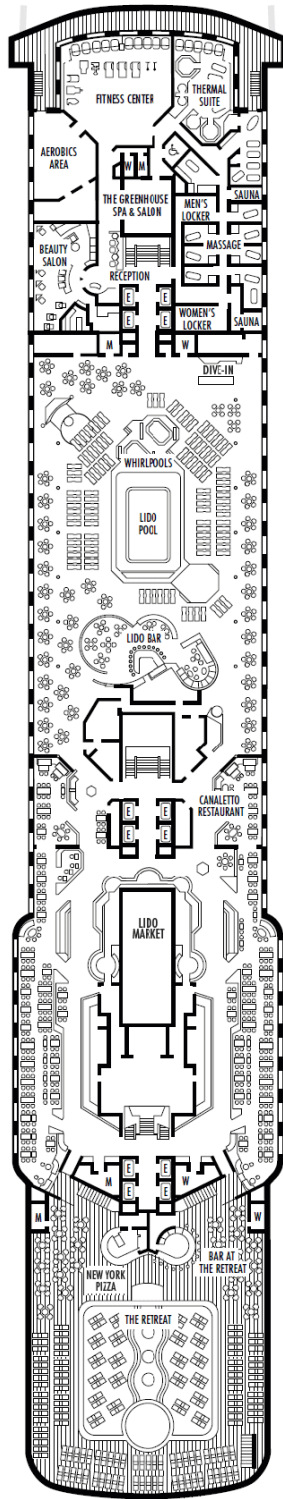 FITNESS CENTER
THERMAL
SUITE
AEROBICS
AREA
W M
THE GREENHOUSE
SPA & SALON
MEN'S
LOCKER
SAUNA
BEAUTY
SALON
MASSAGE
RECEPTION
E E
E E
WOMEN'S
LOCKER
SAUNA
M
W
DIVE-IN
WHIRLPOOLS
LIDO
POOL
LIDO BAR
CANALETTO
RESTAURANT
E E
E E
LIDO
MARKET
E E
E E
M
W
M
W
BAR AT
THE RETREAT
NEW YORK
PIZZA
THE RETREAT